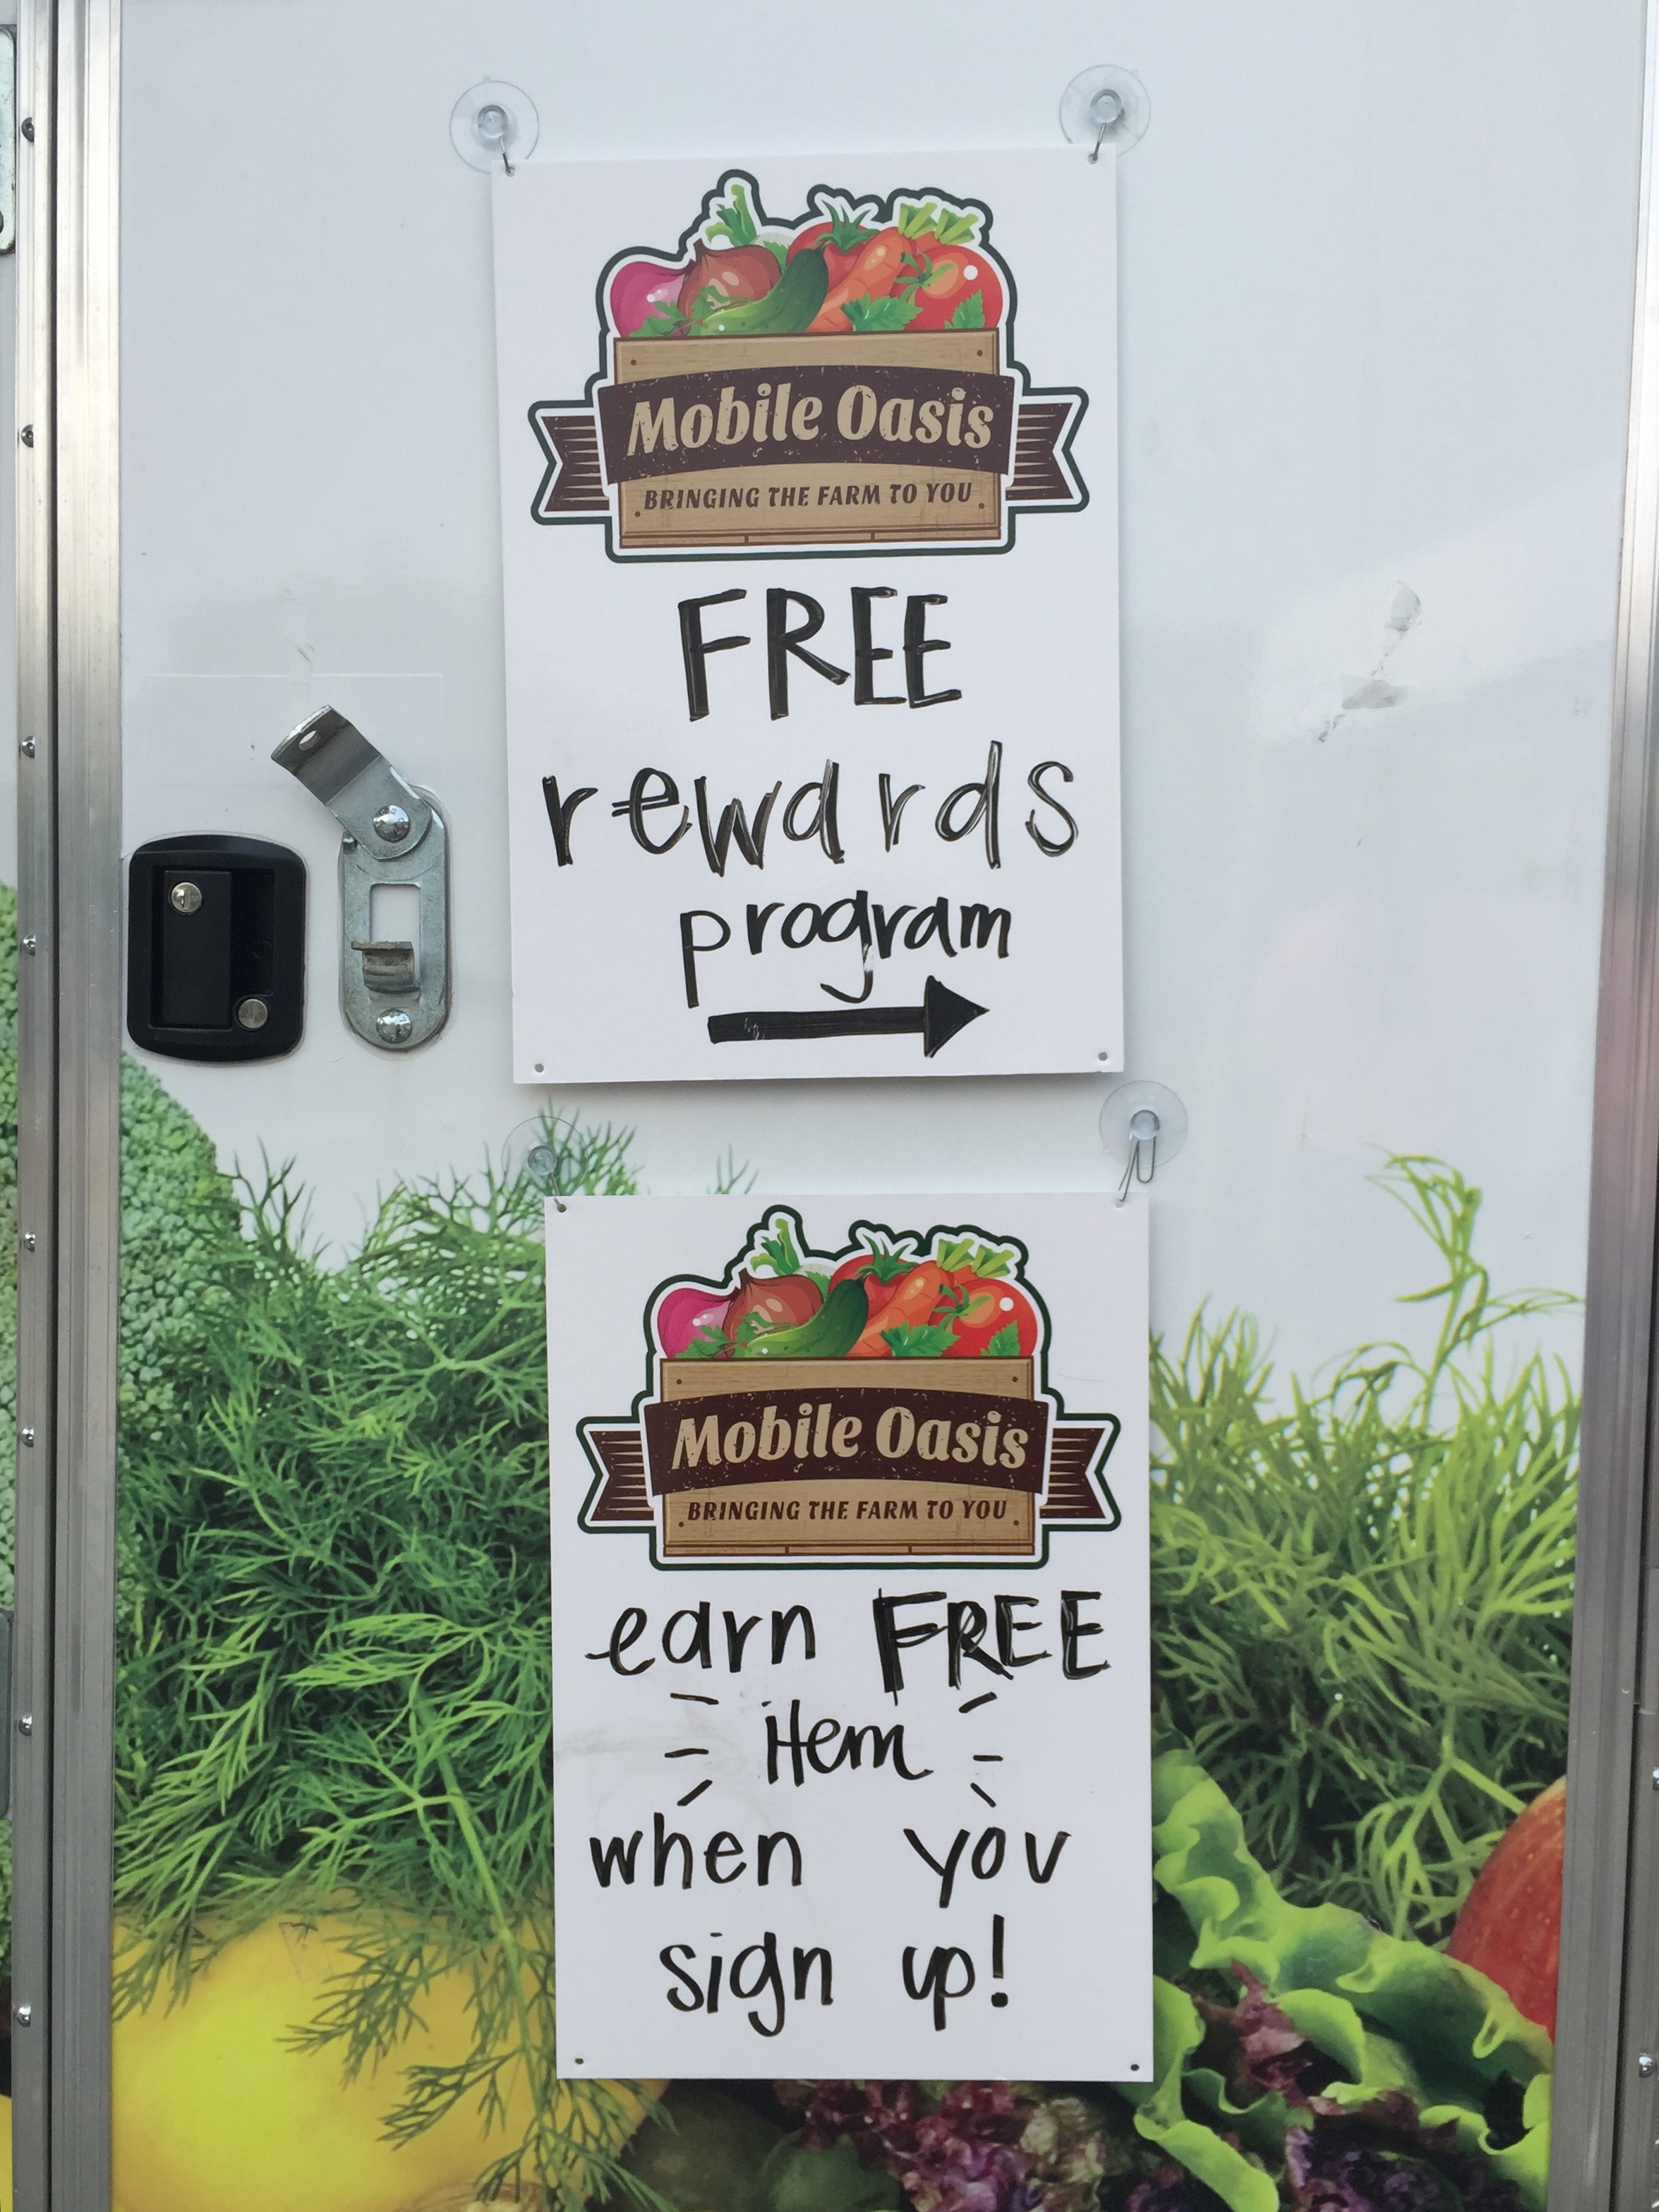 Mobile Oasis
BRINGING THE FARM TO YOU
FREE
rewards
program
Mobile Oasis
BRINGING THE FARM TO YOU
earn FREE
item
when you
sign up!